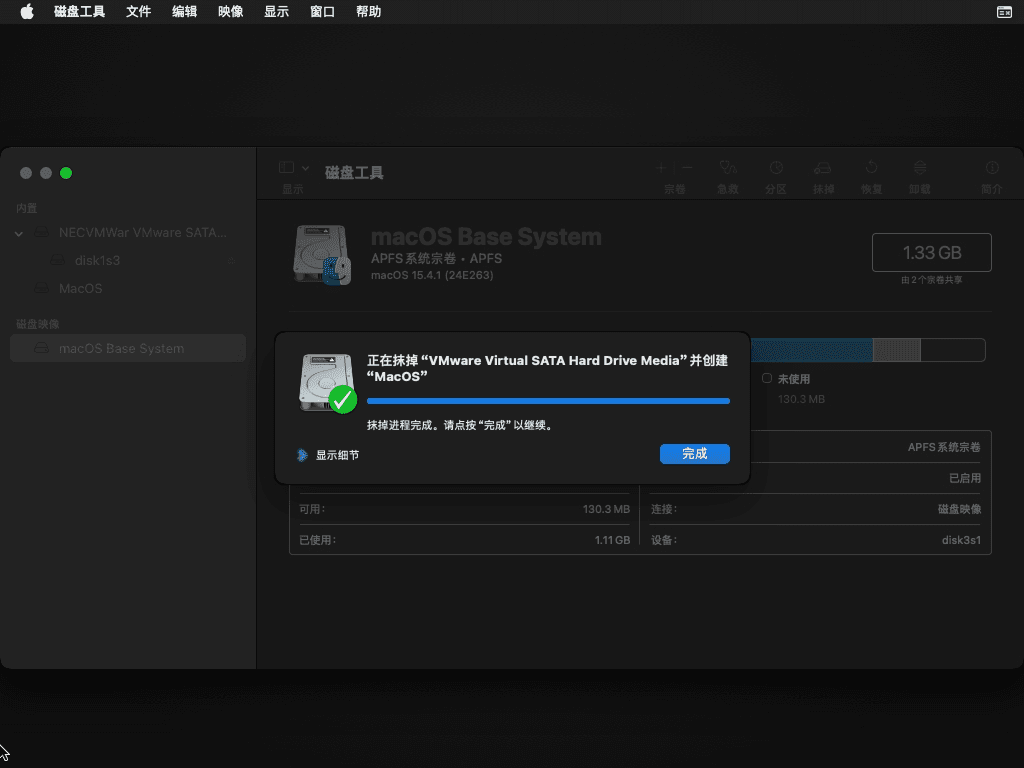 磁盘工具 文件 编辑 映像 显示 窗口 帮助
磁盘工具
显示
宗卷 急救 分区 抹掉 恢复 卸载 简介
内置
NECVMWar VMware SATA...
disk1s3
MacOS
磁盘映像
macOS Base System
macOS Base System
APFS系统宗卷 • APFS
macOS 15.4.1 (24E263)
1.33 GB
由2个宗卷共享
正在抹掉“VMware Virtual SATA Hard Drive Media”并创建
“MacOS”
抹掉进程完成。请点按“完成”以继续。
显示细节
完成
未使用
130.3 MB
APFS系统宗卷
已启用
可用： 130.3 MB
连接： 磁盘映像
已使用： 1.11 GB
设备： disk3s1